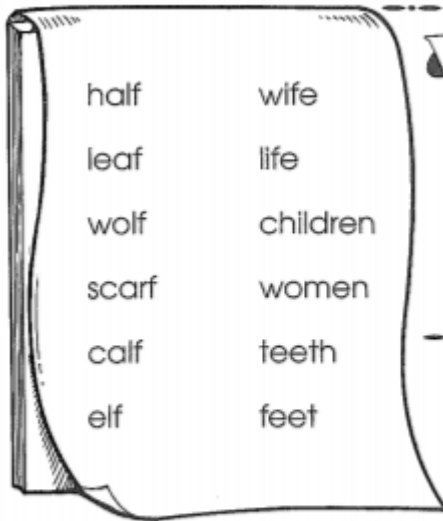 half wife
leaf life
wolf children
scarf women
calf teeth
elf feet